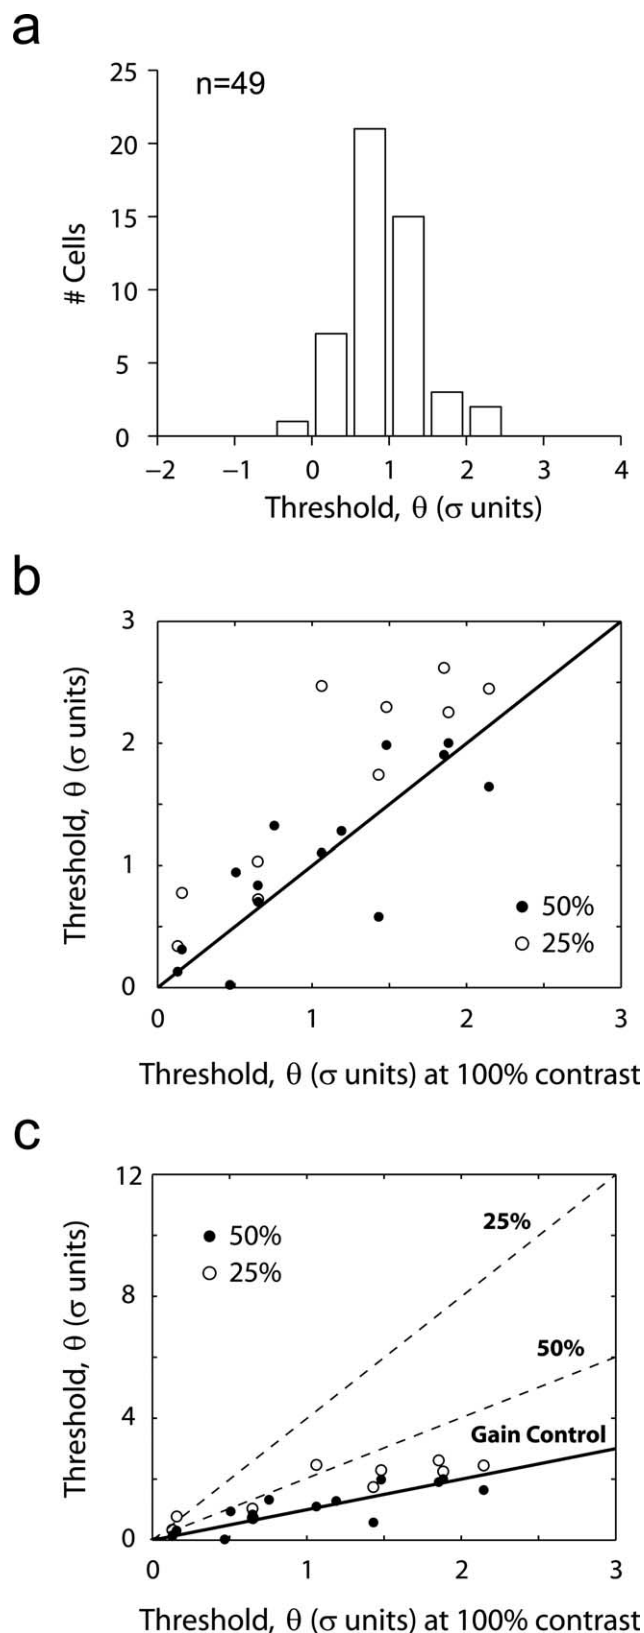 a
25
n=49
20
15
10
5
0
# Cells
−2 −1 0 1 2 3 4
Threshold, θ (σ units)
b
3
2
1
0
Threshold, θ (σ units)
50%
25%
0 1 2 3
Threshold, θ (σ units) at 100% contrast
c
12
8
4
0
Threshold, θ (σ units)
50%
25%
25%
50%
Gain Control
0 1 2 3
Threshold, θ (σ units) at 100% contrast